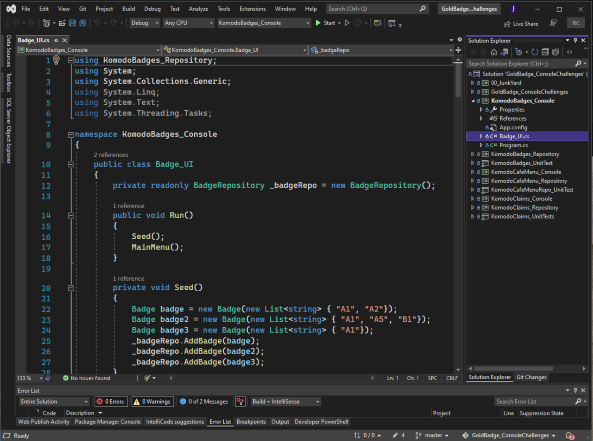 File Edit View Git Project Build Debug Test Analyze Tools Extensions Window Help Search (Ctrl+Q) GoldBadg...hallenges J
Debug Any CPU KomodoBadges_Console Start Live Share RC
Badge_UI.cs
KomodoBadges_Console KomodoBadges_Console.Badge_UI _badgeRepo
1 using KomodoBadges_Repository;
2 using System;
3 using System.Collections.Generic;
4 using System.Linq;
5 using System.Text;
6 using System.Threading.Tasks;
7
8 namespace KomodoBadges_Console
9 {
2 references
10 public class Badge_UI
11 {
12 private readonly BadgeRepository _badgeRepo = new BadgeRepository();
13
1 reference
14 public void Run()
15 {
16 Seed();
17 MainMenu();
18 }
19
1 reference
20 private void Seed()
21 {
22 Badge badge = new Badge(new List<string> { "A1", "A2"});
23 Badge badge2 = new Badge(new List<string> { "A1", "A5", "B1"});
24 Badge badge3 = new Badge(new List<string> { "A1"});
25 _badgeRepo.AddBadge(badge);
26 _badgeRepo.AddBadge(badge2);
27 _badgeRepo.AddBadge(badge3);
28 }
133 % No issues found Ln: 1 Ch: 1 SPC CRLF
Data Sources
Toolbox
SQL Server Object Explorer
Solution Explorer
Search Solution Explorer (Ctrl+;)
Solution 'GoldBadge_ConsoleChallenges' (
00_JunkYard
GoldBadge_ConsoleChallenges
KomodoBadges_Console
Properties
References
App.config
Badge_UI.cs
Program.cs
KomodoBadges_Repository
KomodoBadges_UnitTest
KomodoCafeMenu_Console
KomodoCafeMenu_Repository
KomodoCafeMenuRepo_UnitTest
KomodoClaims_Console
KomodoClaims_Repository
KomodoClaims_UnitTests
Solution Explorer Git Changes
Error List
Entire Solution 0 Errors 0 Warnings 0 of 2 Messages Build + IntelliSense Search Error List
Code Description Project Line Suppression State
Web Publish Activity Package Manager Console IntelliCode suggestions Error List Breakpoints Output Developer PowerShell
Ready 0 / 0 4 master GoldBadge_ConsoleChallenges